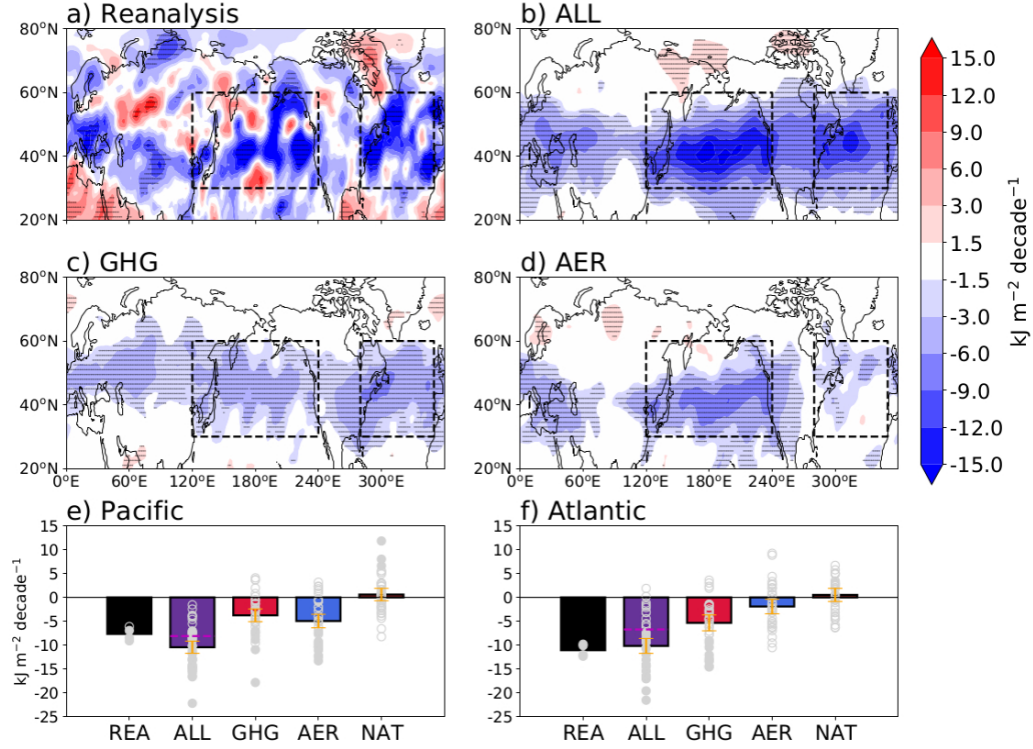 a) Reanalysis
b) ALL
80°N
60°N
40°N
20°N
80°N
60°N
40°N
20°N
15.0
12.0
9.0
6.0
3.0
1.5
-1.5
-3.0
-6.0
-9.0
-12.0
-15.0
kJ m⁻² decade⁻¹
c) GHG
d) AER
80°N
60°N
40°N
20°N
0°E 60°E 120°E 180°E 240°E 300°E
80°N
60°N
40°N
20°N
0°E 60°E 120°E 180°E 240°E 300°E
e) Pacific
kJ m⁻² decade⁻¹
15
10
5
0
-5
-10
-15
-20
-25
REA ALL GHG AER NAT
f) Atlantic
15
10
5
0
-5
-10
-15
-20
-25
REA ALL GHG AER NAT